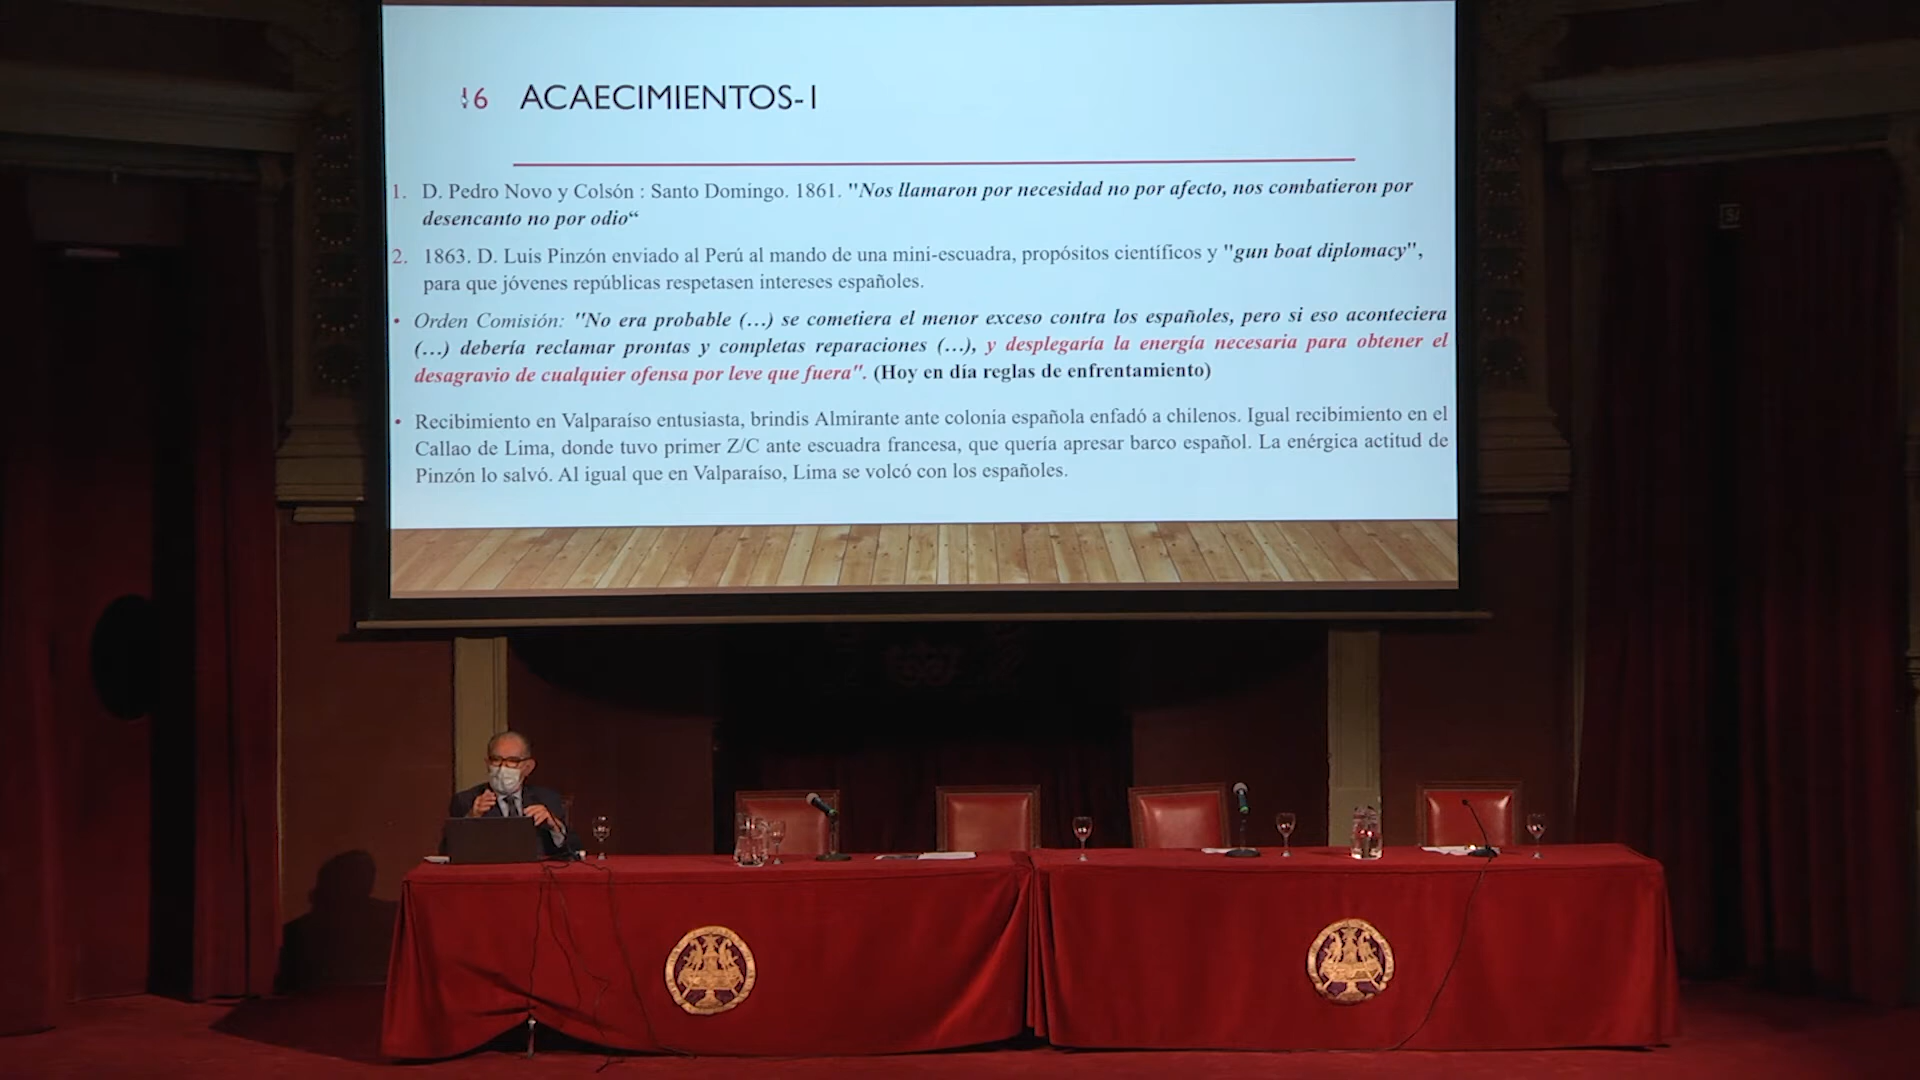 16 ACAECIMIENTOS-1
1. D. Pedro Novo y Colsón : Santo Domingo. 1861. "Nos llamaron por necesidad no por afecto, nos combatieron por
desencanto no por odio“
2. 1863. D. Luis Pinzón enviado al Perú al mando de una mini-escuadra, propósitos científicos y "gun boat diplomacy",
para que jóvenes repúblicas respetasen intereses españoles.
• Orden Comisión: "No era probable (…) se cometiera el menor exceso contra los españoles, pero si eso aconteciera
(…) debería reclamar prontas y completas reparaciones (…), y desplegaría la energía necesaria para obtener el
desagravio de cualquier ofensa por leve que fuera". (Hoy en día reglas de enfrentamiento)
• Recibimiento en Valparaíso entusiasta, brindis Almirante ante colonia española enfadó a chilenos. Igual recibimiento en el
Callao de Lima, donde tuvo primer Z/C ante escuadra francesa, que quería apresar barco español. La enérgica actitud de
Pinzón lo salvó. Al igual que en Valparaíso, Lima se volcó con los españoles.